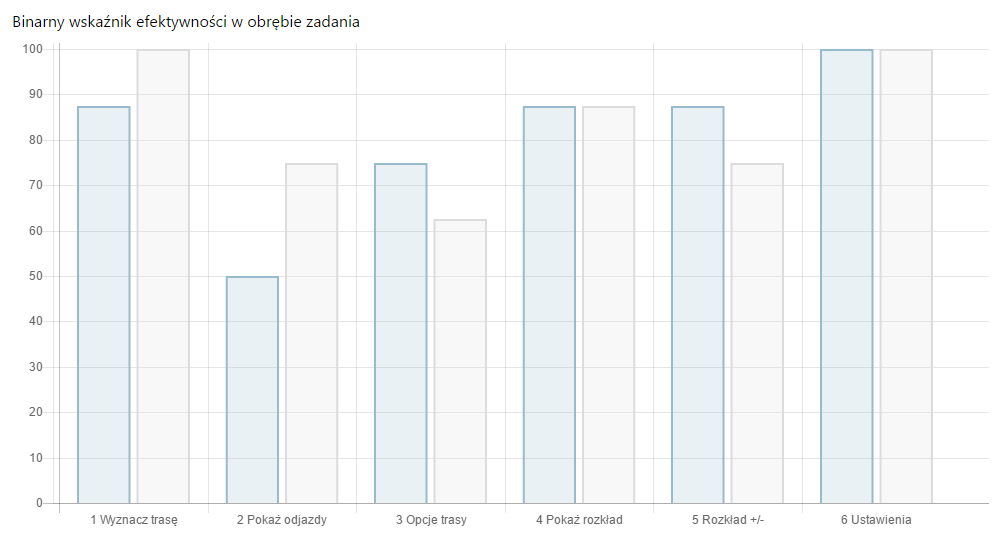 Binarny wskaźnik efektywności w obrębie zadania
100
90
80
70
60
50
40
30
20
10
0
1 Wyznacz trasę
2 Pokaż odjazdy
3 Opcje trasy
4 Pokaż rozkład
5 Rozkład +/-
6 Ustawienia